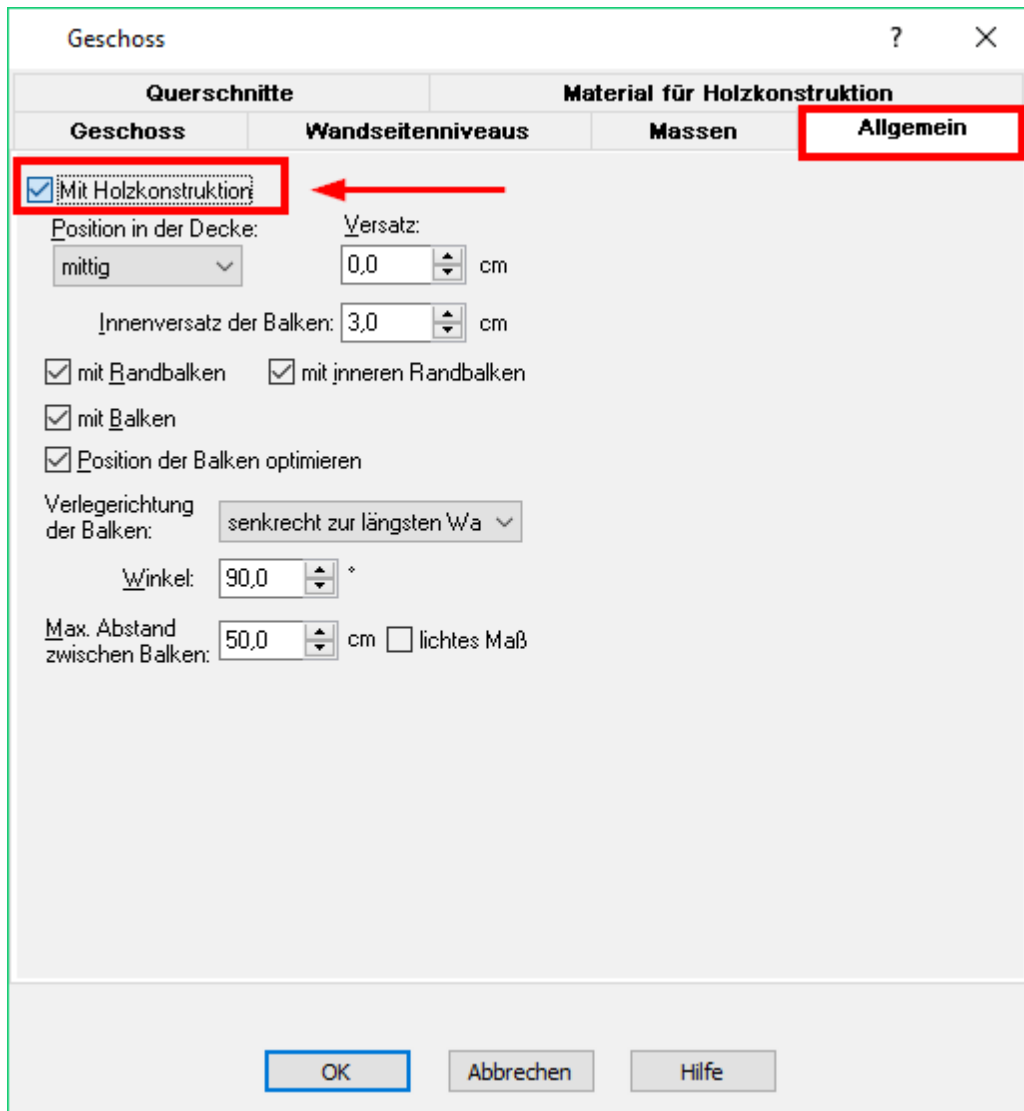 Geschoss ?
Querschnitte Material für Holzkonstruktion
Geschoss Wandseitenniveaus Massen Allgemein
Mit Holzkonstruktion
Position in der Decke: Versatz:
mittig 0,0 cm
Innenversatz der Balken: 3,0 cm
mit Randbalken mit inneren Randbalken
mit Balken
Position der Balken optimieren
Verlegerichtung
der Balken: senkrecht zur längsten Wa
Winkel: 90,0 °
Max. Abstand
zwischen Balken: 50,0 cm lichtes Maß
OK Abbrechen Hilfe